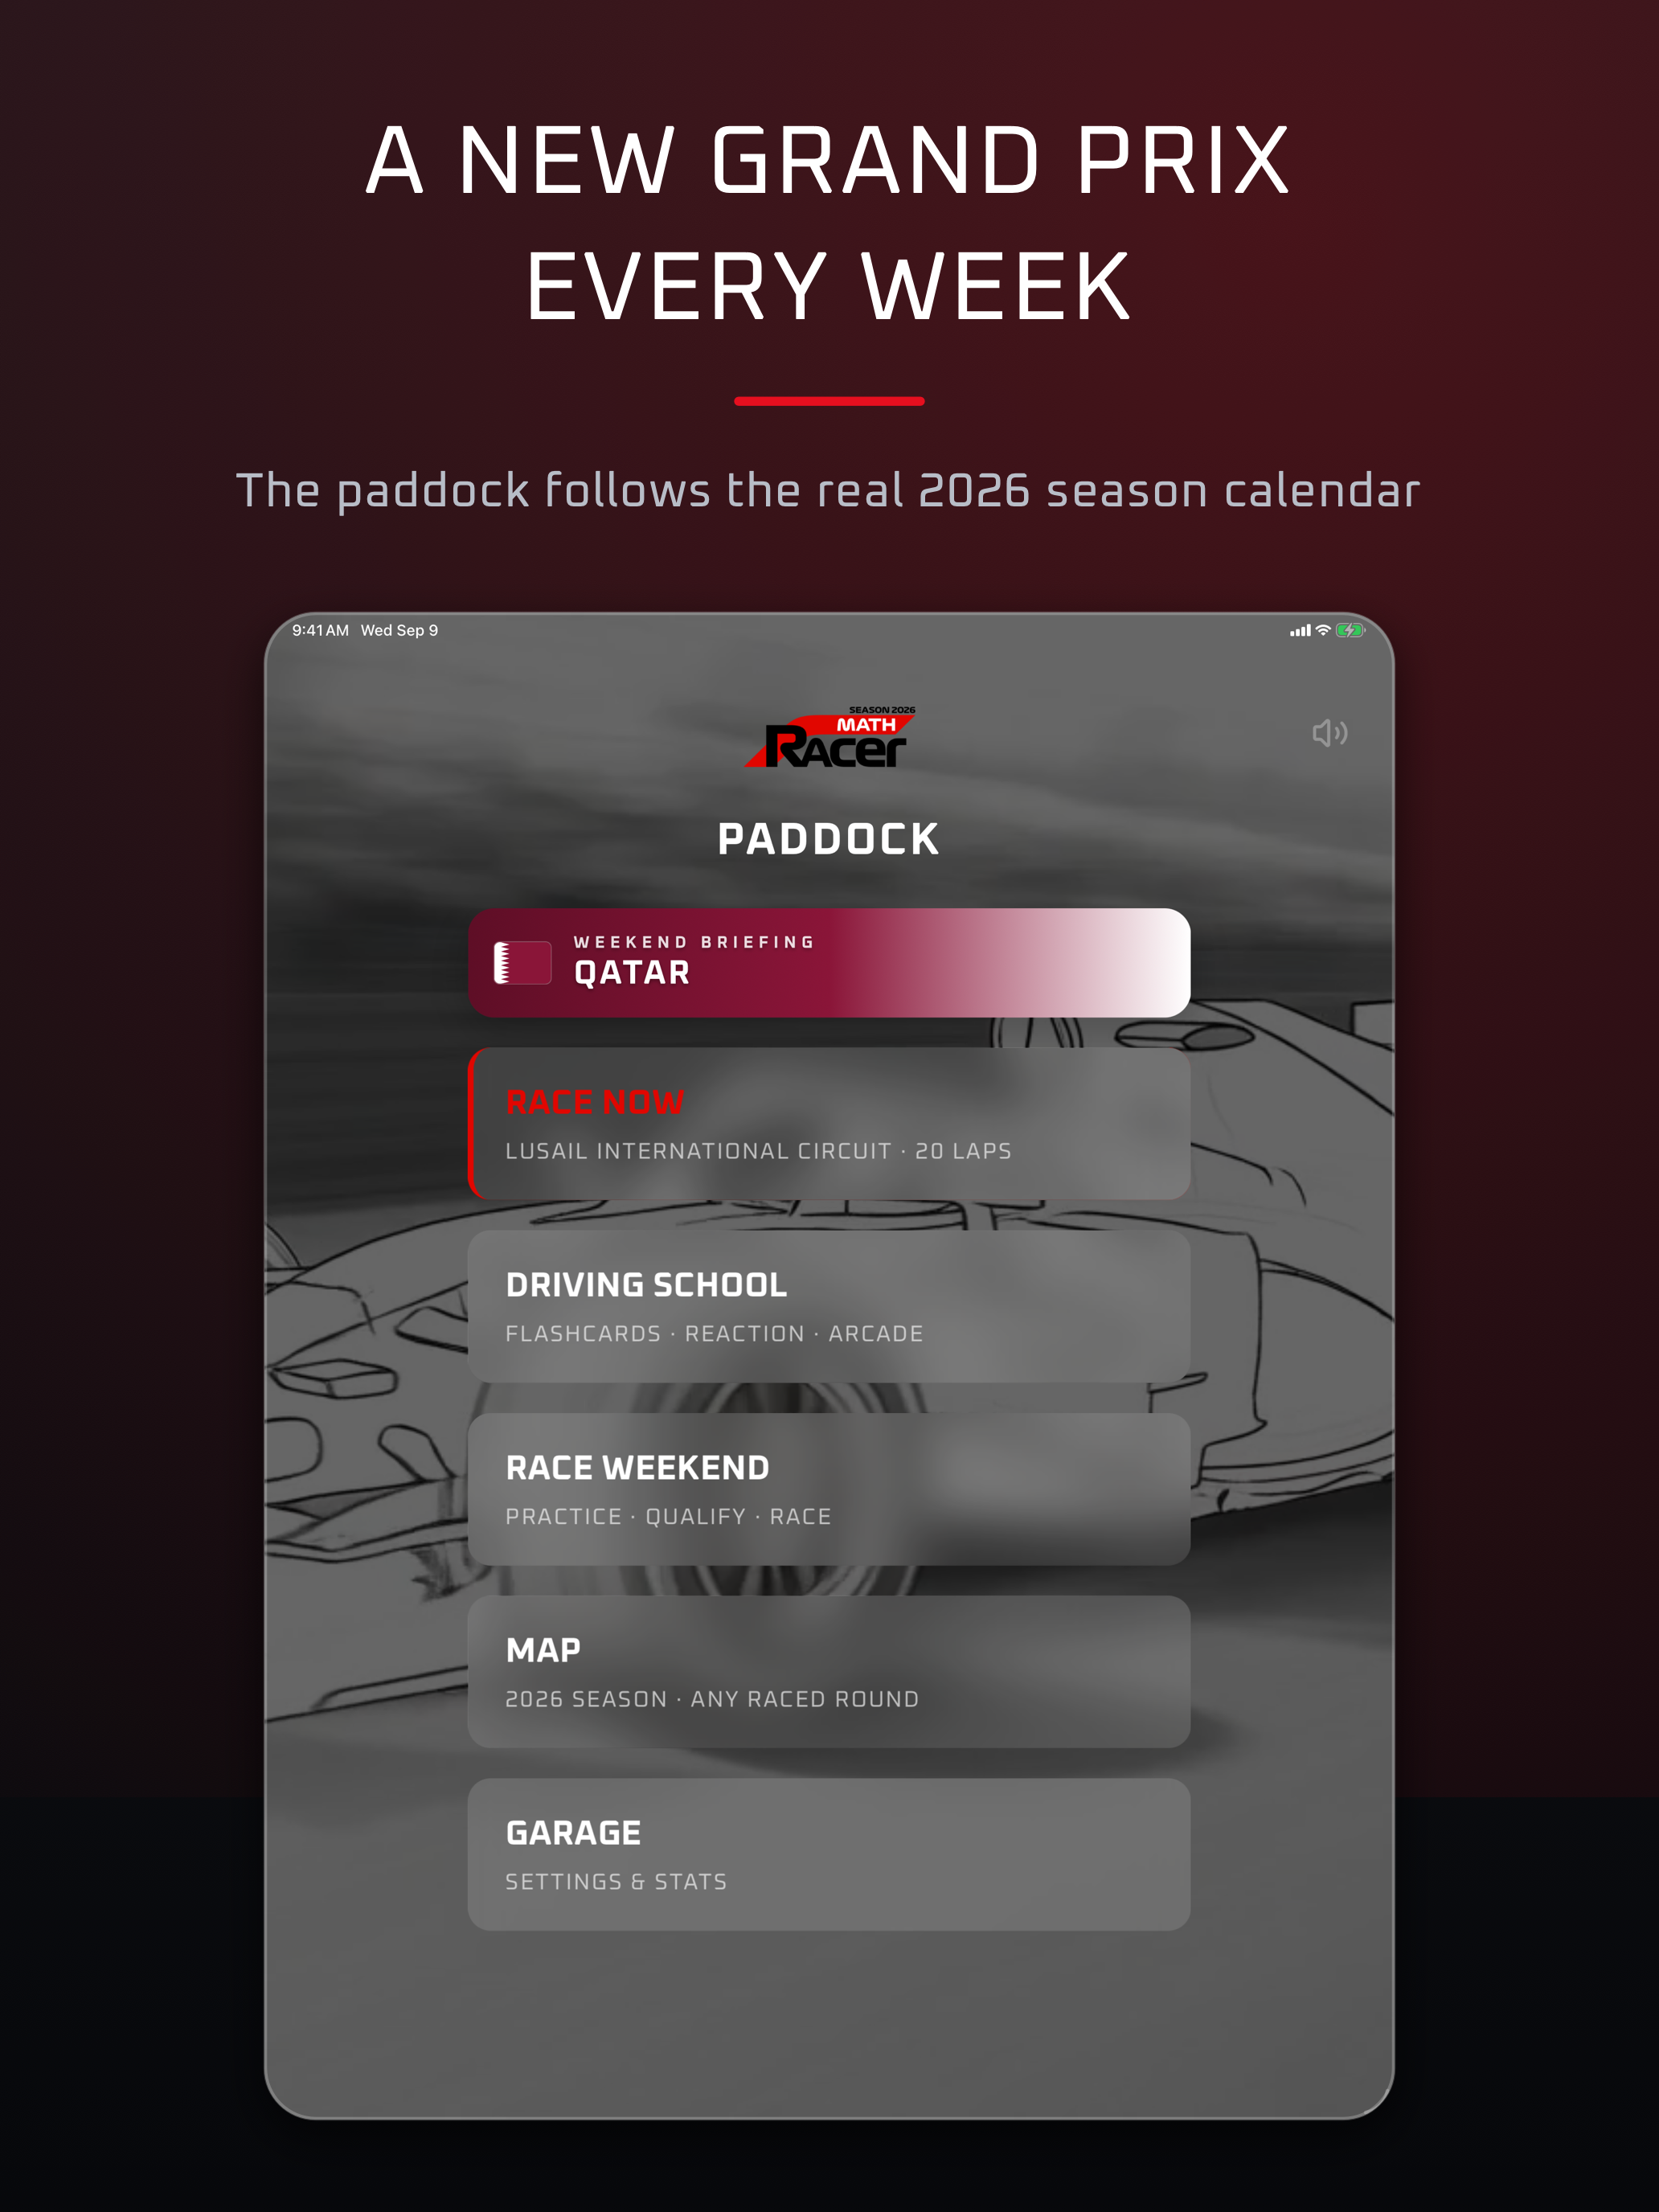 A NEW GRAND PRIX
EVERY WEEK
The paddock follows the real 2026 season calendar
9:41 AM Wed Sep 9
SEASON 2026
MATH
Racer
PADDOCK
WEEKEND BRIEFING
QATAR
RACE NOW
LUSAIL INTERNATIONAL CIRCUIT · 20 LAPS
DRIVING SCHOOL
FLASHCARDS · REACTION · ARCADE
RACE WEEKEND
PRACTICE · QUALIFY · RACE
MAP
2026 SEASON · ANY RACED ROUND
GARAGE
SETTINGS & STATS